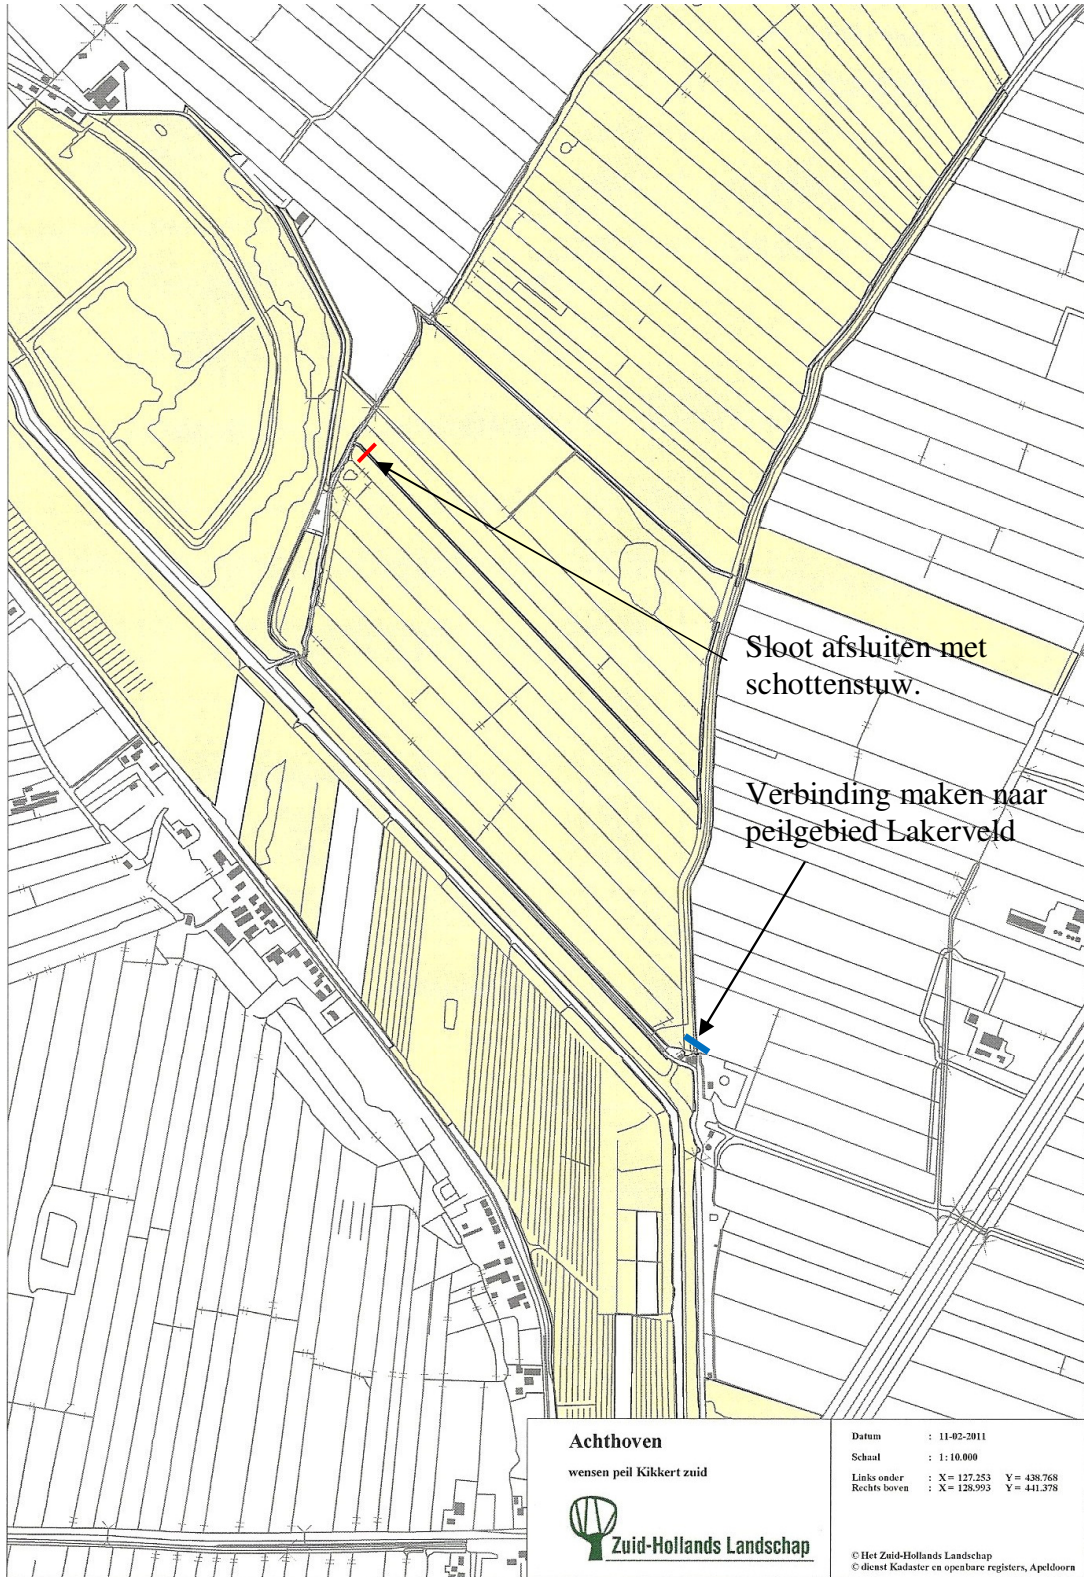 Sloot afsluiten met
schottenstuw.
Verbinding maken naar
peilgebied Lakerveld
Achthoven
wensen peil Kikkert zuid
Zuid-Hollands Landschap
Datum : 11-02-2011
Schaal : 1:10.000
Links onder : X = 127.253 Y = 438.768
Rechts boven : X = 128.993 Y = 441.378
© Het Zuid-Hollands Landschap
© dienst Kadaster en openbare registers, Apeldoorn